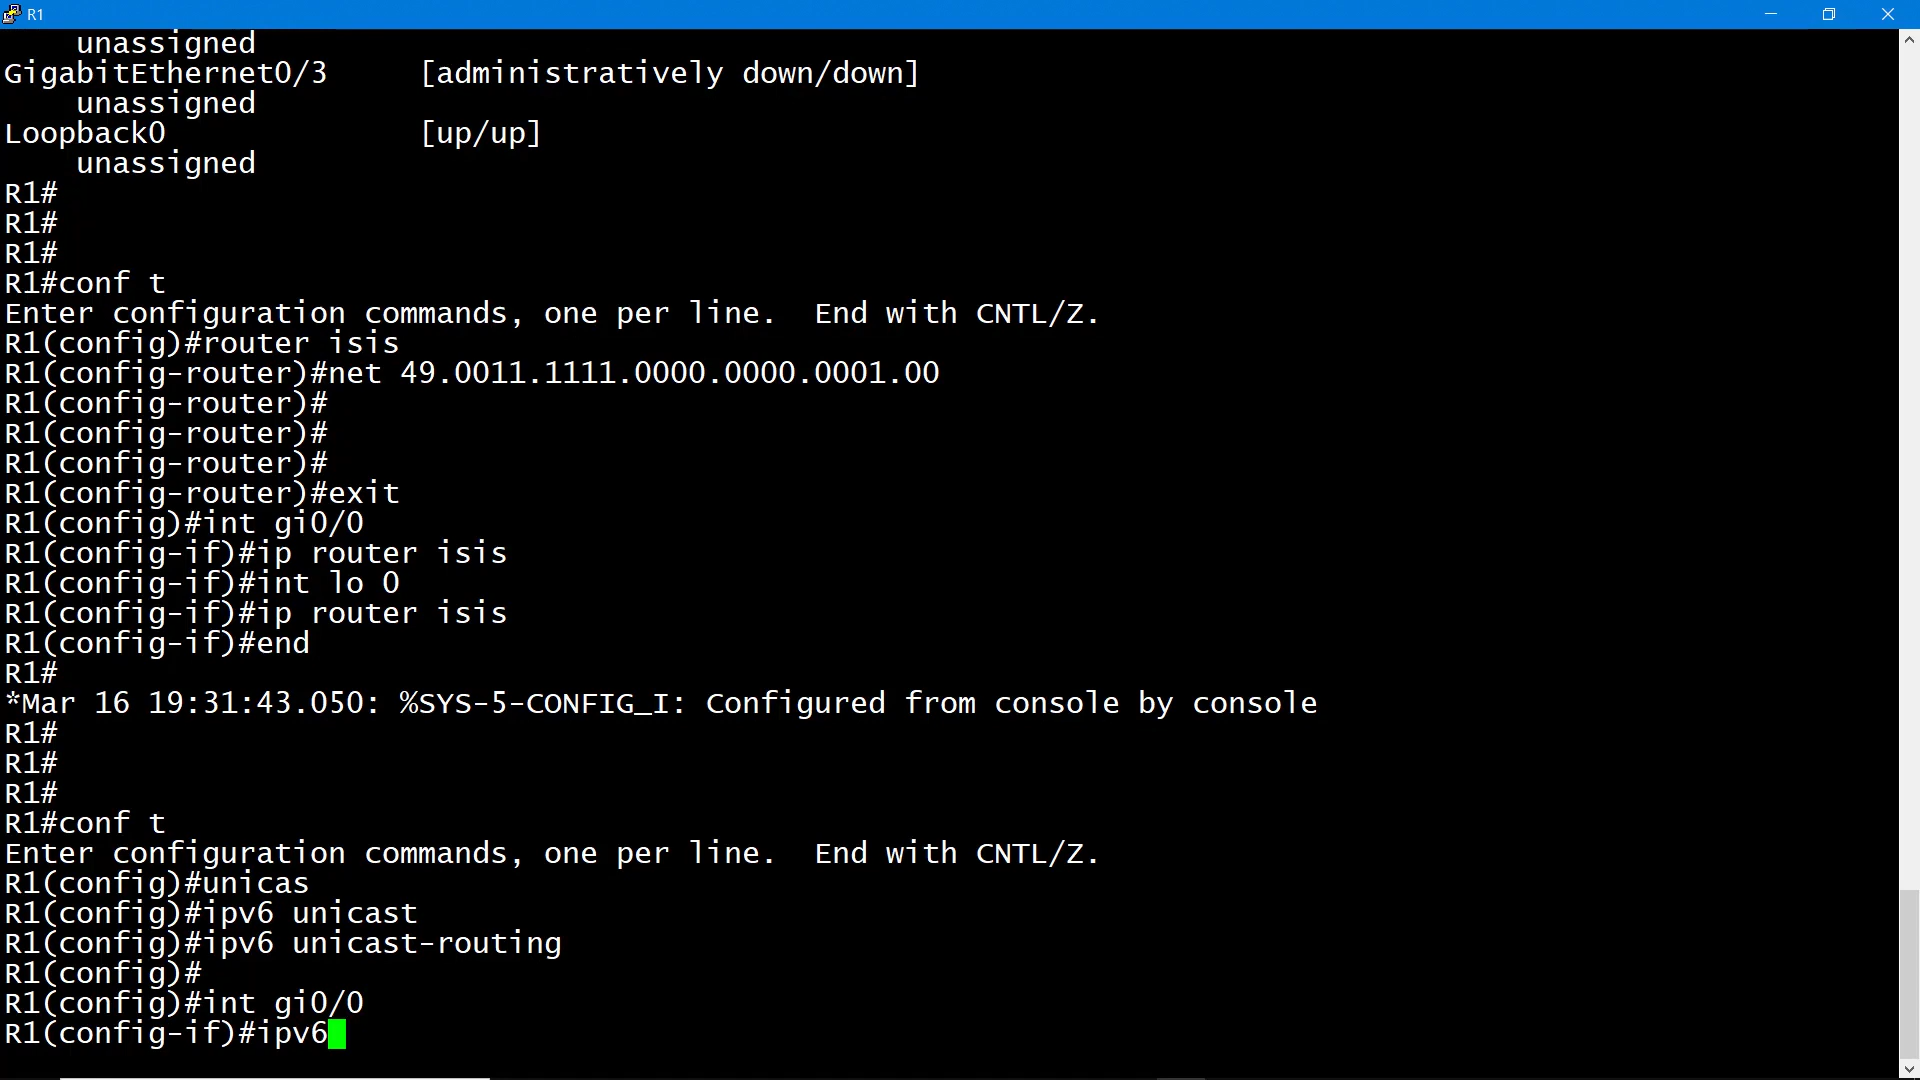 R1
unassigned
GigabitEthernet0/3 [administratively down/down]
unassigned
Loopback0 [up/up]
unassigned
R1#
R1#
R1#
R1#conf t
Enter configuration commands, one per line.  End with CNTL/Z.
R1(config)#router isis
R1(config-router)#net 49.0011.1111.0000.0000.0001.00
R1(config-router)#
R1(config-router)#
R1(config-router)#
R1(config-router)#exit
R1(config)#int gi0/0
R1(config-if)#ip router isis
R1(config-if)#int lo 0
R1(config-if)#ip router isis
R1(config-if)#end
R1#
*Mar 16 19:31:43.050: %SYS-5-CONFIG_I: Configured from console by console
R1#
R1#
R1#
R1#conf t
Enter configuration commands, one per line.  End with CNTL/Z.
R1(config)#unicas
R1(config)#ipv6 unicast
R1(config)#ipv6 unicast-routing
R1(config)#
R1(config)#int gi0/0
R1(config-if)#ipv6